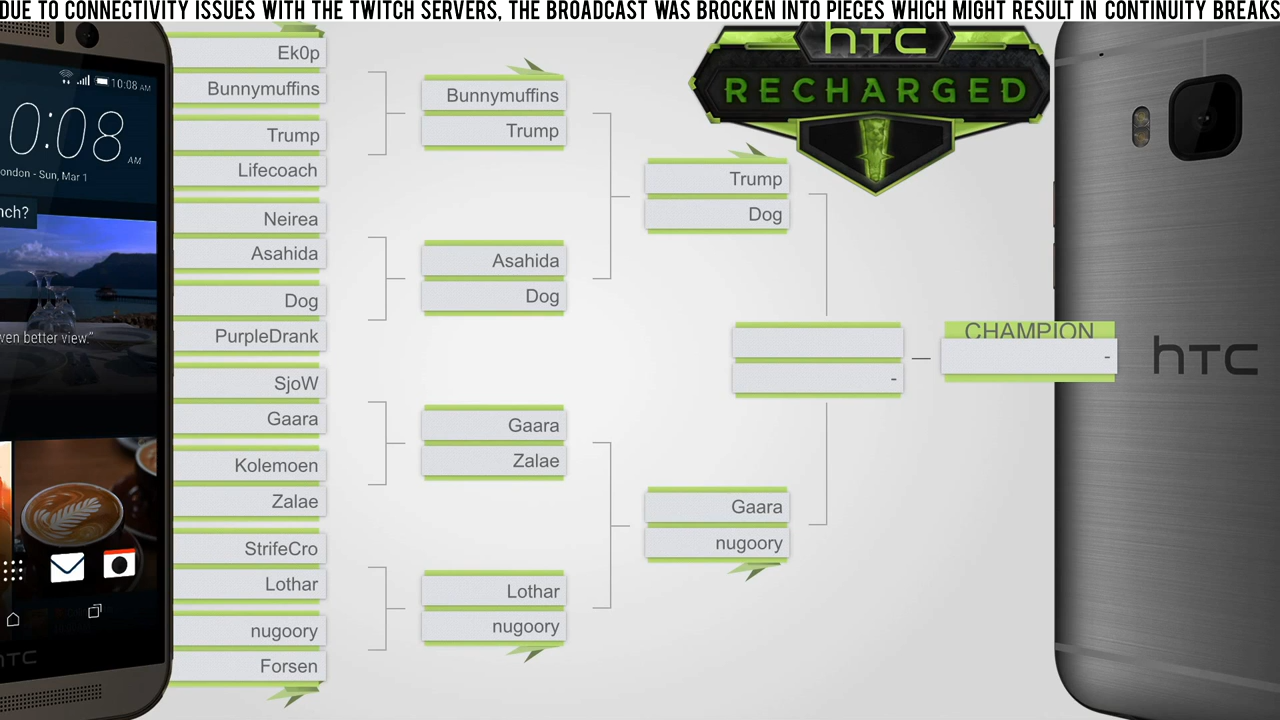 DUE TO CONNECTIVITY ISSUES WITH THE TWITCH SERVERS, THE BROADCAST WAS BROCKEN INTO PIECES WHICH MIGHT RESULT IN CONTINUITY BREAKS
hTC
RECHARGED
10:08 AM
0:08
AM
ondon - Sun, Mar 1
nch?
ven better view."
hTC
Ek0p
Bunnymuffins
Trump
Lifecoach
Neirea
Asahida
Dog
PurpleDrank
SjoW
Gaara
Kolemoen
Zalae
StrifeCro
Lothar
nugoory
Forsen
Bunnymuffins
Trump
Asahida
Dog
Gaara
Zalae
Lothar
nugoory
Trump
Dog
Gaara
nugoory
-
CHAMPION
-
hTC